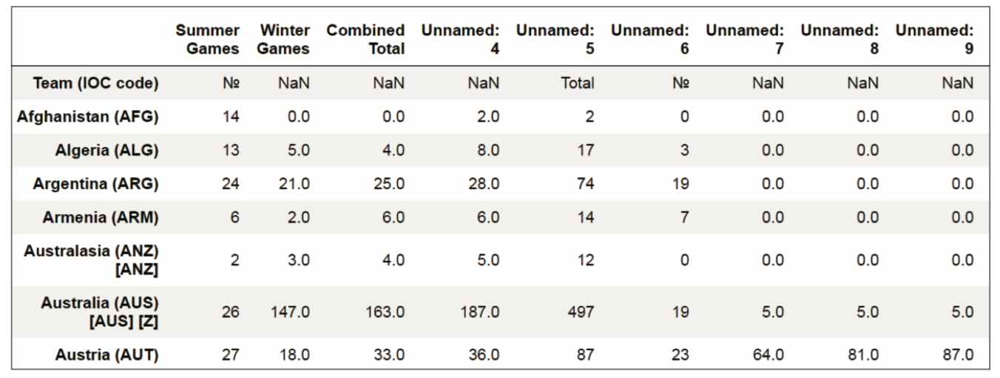 Summer Games Winter Games Combined Total Unnamed: 4 Unnamed: 5 Unnamed: 6 Unnamed: 7 Unnamed: 8 Unnamed: 9
Team (IOC code) № NaN NaN NaN Total № NaN NaN NaN
Afghanistan (AFG) 14 0.0 0.0 2.0 2 0 0.0 0.0 0.0
Algeria (ALG) 13 5.0 4.0 8.0 17 3 0.0 0.0 0.0
Argentina (ARG) 24 21.0 25.0 28.0 74 19 0.0 0.0 0.0
Armenia (ARM) 6 2.0 6.0 6.0 14 7 0.0 0.0 0.0
Australasia (ANZ) [ANZ] 2 3.0 4.0 5.0 12 0 0.0 0.0 0.0
Australia (AUS) [AUS] [Z] 26 147.0 163.0 187.0 497 19 5.0 5.0 5.0
Austria (AUT) 27 18.0 33.0 36.0 87 23 64.0 81.0 87.0